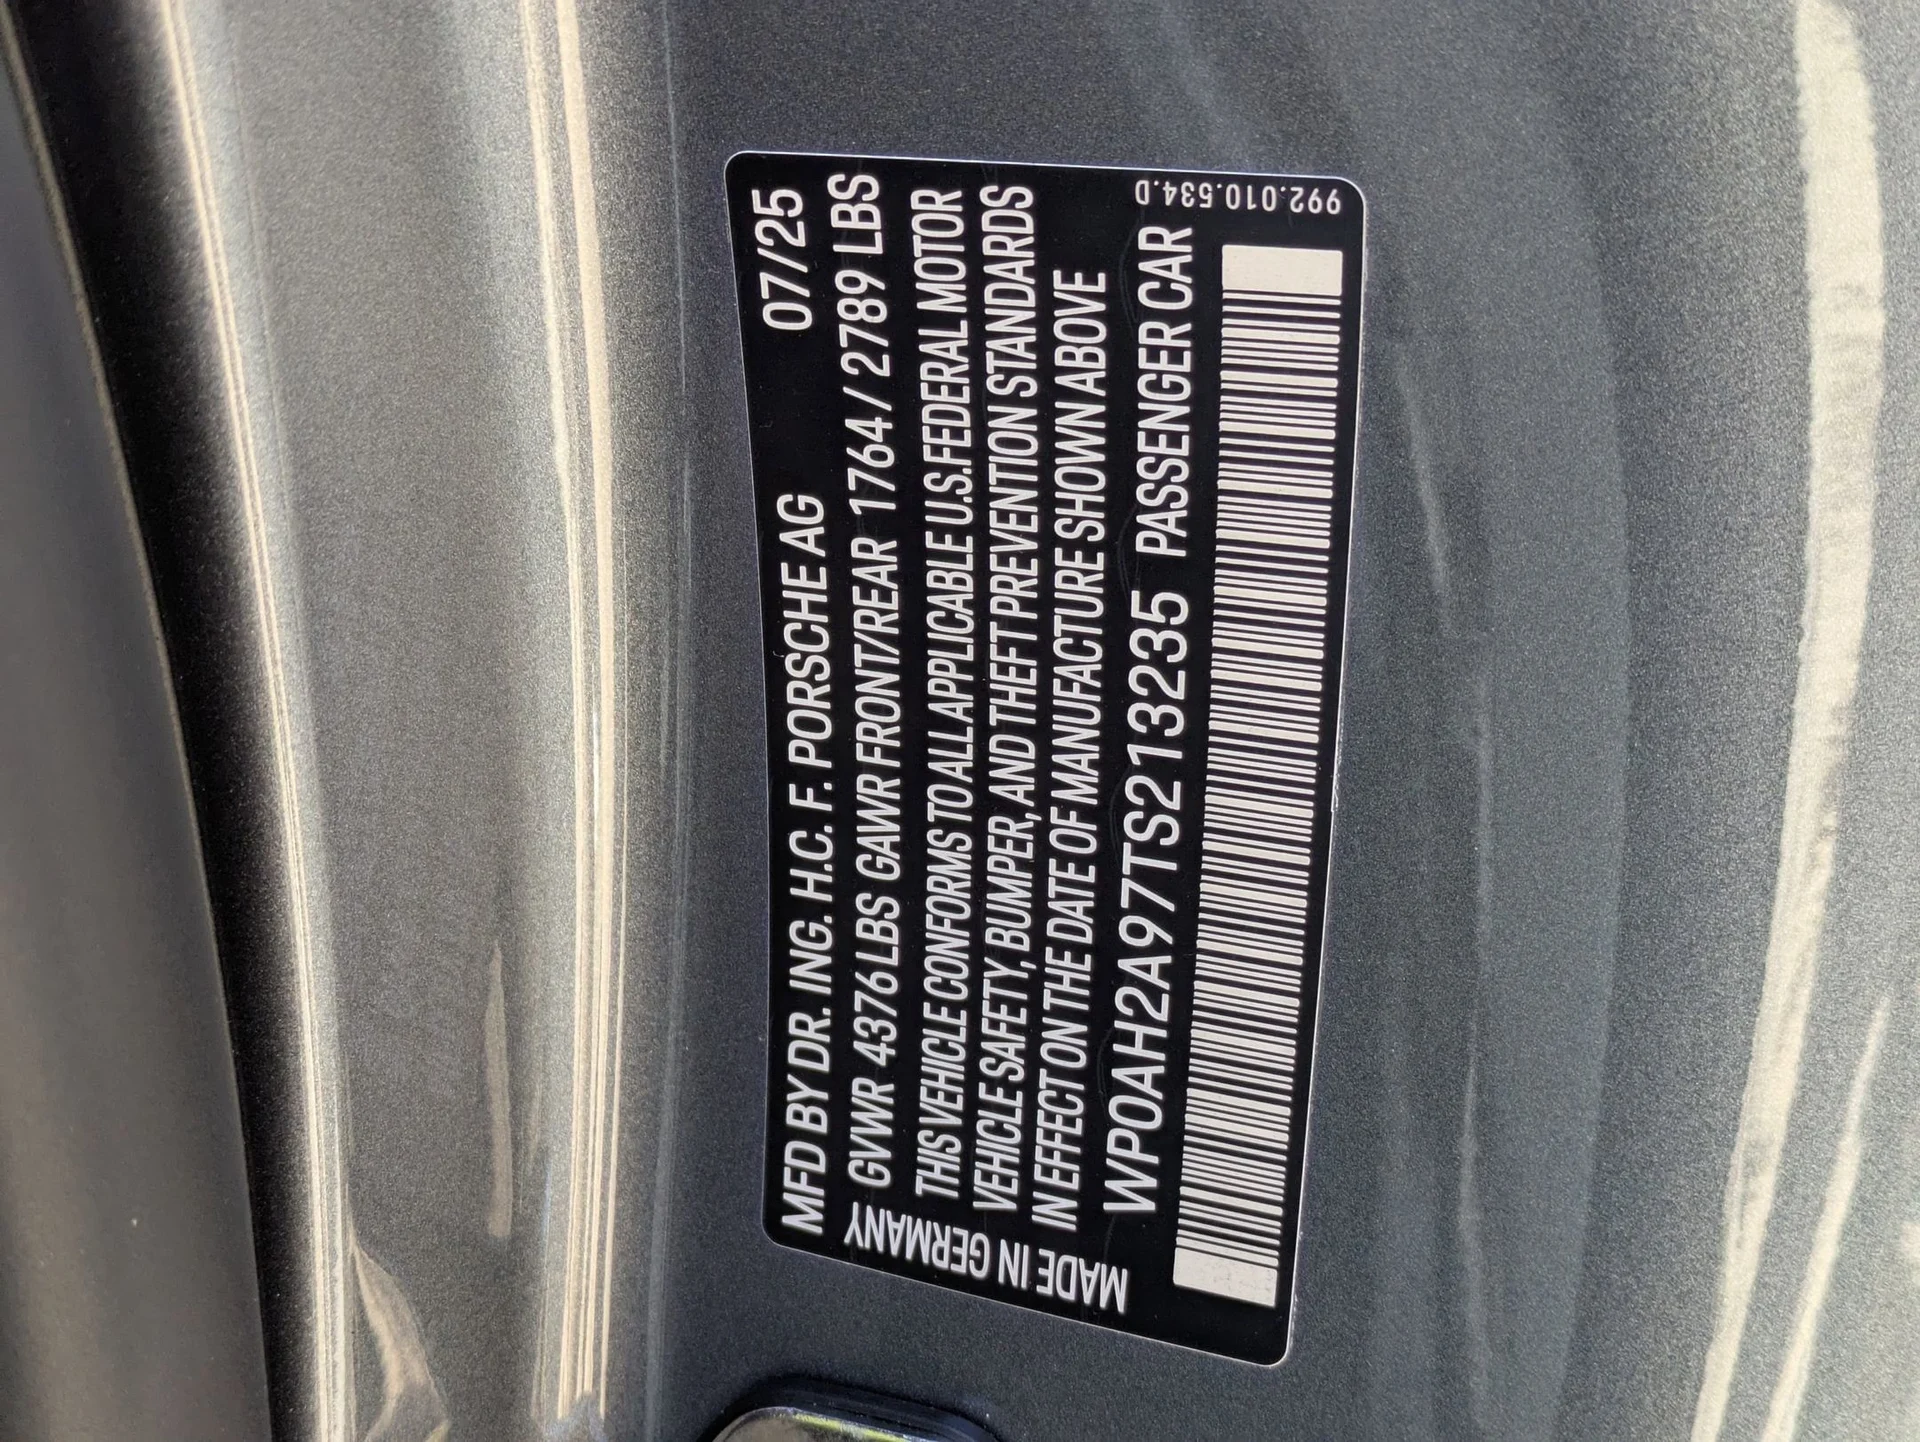 MFD BY DR. ING. H.C. F. PORSCHE AG 07/25
GVWR 4376 LBS GAWR FRONT/REAR 1764 / 2789 LBS
THIS VEHICLE CONFORMS TO ALL APPLICABLE U.S. FEDERAL MOTOR
VEHICLE SAFETY, BUMPER, AND THEFT PREVENTION STANDARDS
IN EFFECT ON THE DATE OF MANUFACTURE SHOWN ABOVE
WP0AH2A97TS213235 PASSENGER CAR
MADE IN GERMANY
992.010.534.D